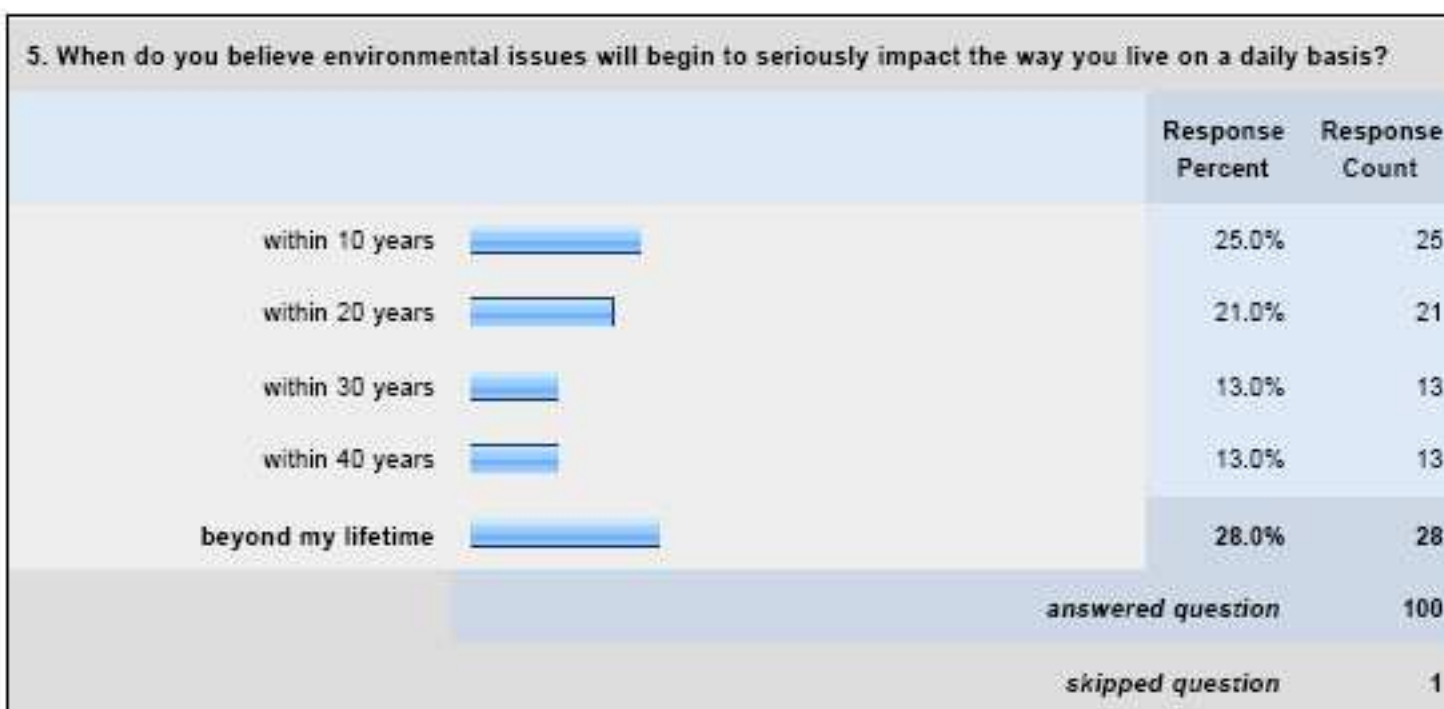 5. When do you believe environmental issues will begin to seriously impact the way you live on a daily basis?
Response Percent Response Count
within 10 years 25.0% 25
within 20 years 21.0% 21
within 30 years 13.0% 13
within 40 years 13.0% 13
beyond my lifetime 28.0% 28
answered question 100
skipped question 1